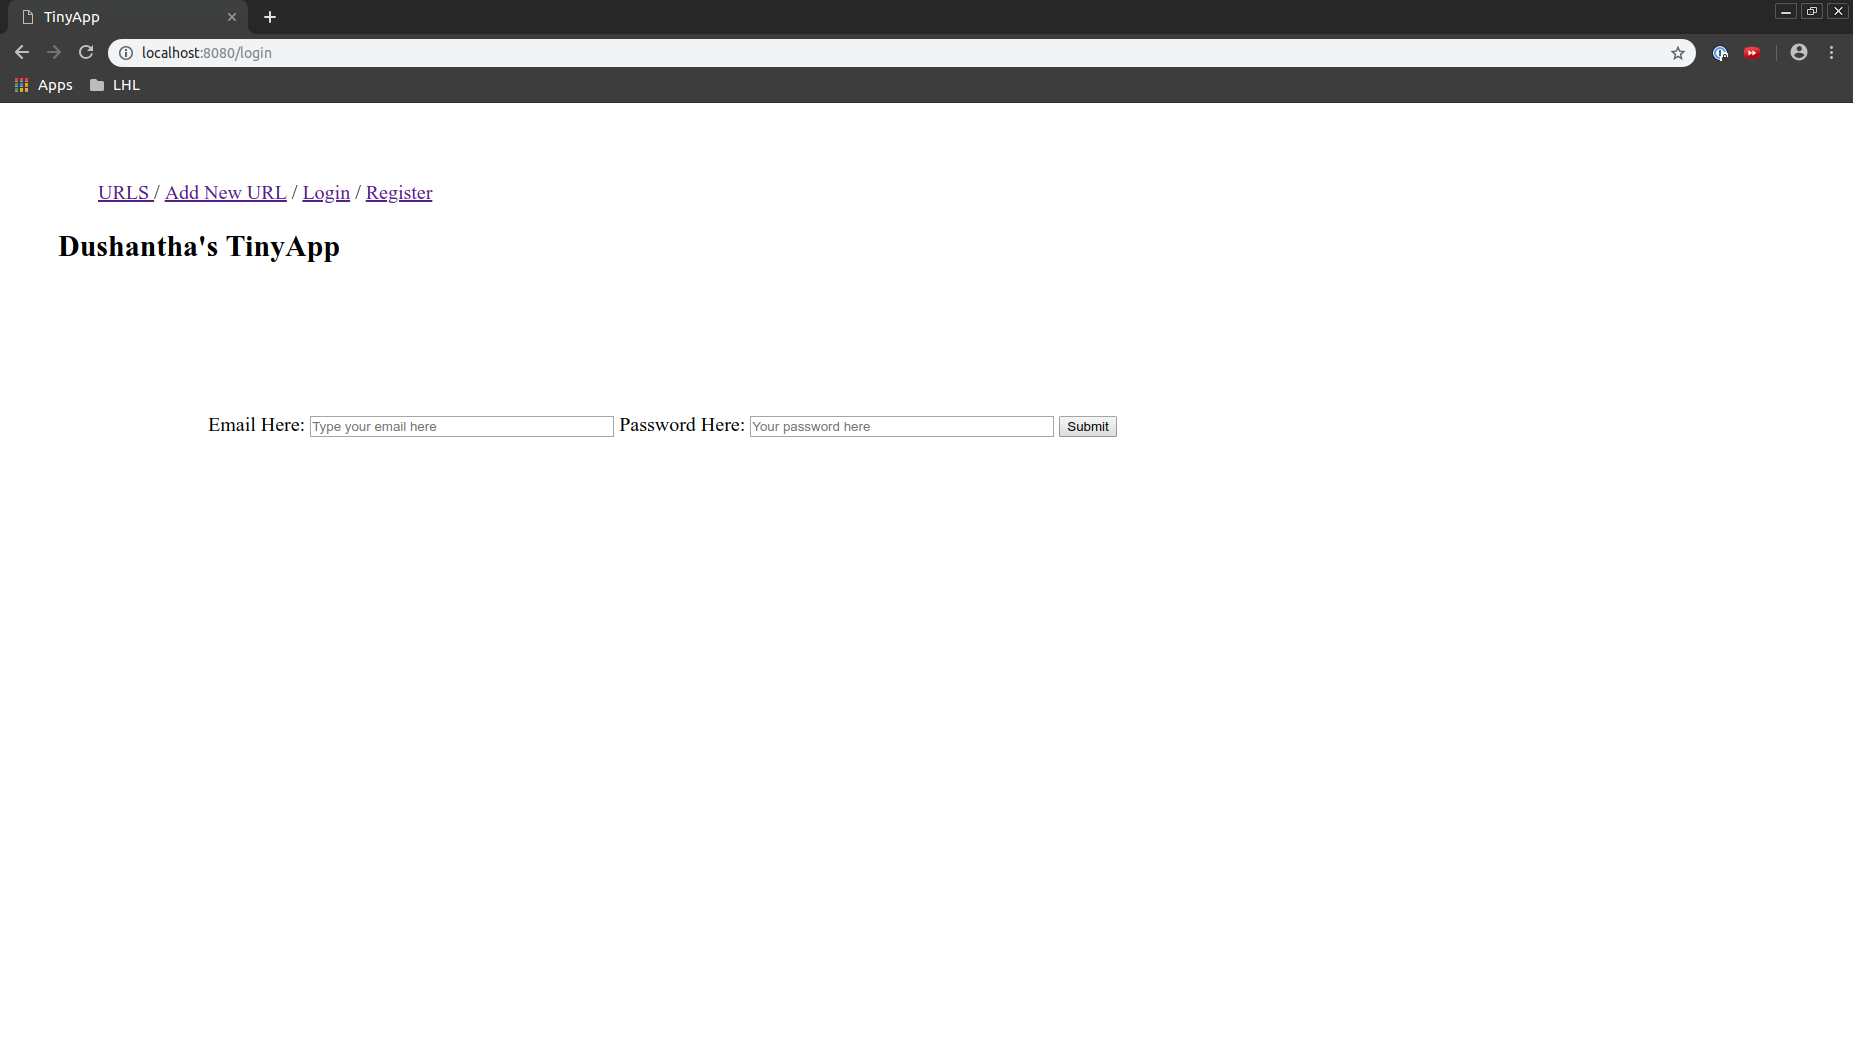 TinyApp
localhost:8080/login
Apps LHL
URLS / Add New URL / Login / Register
Dushantha's TinyApp
Email Here: Type your email here Password Here: Your password here Submit